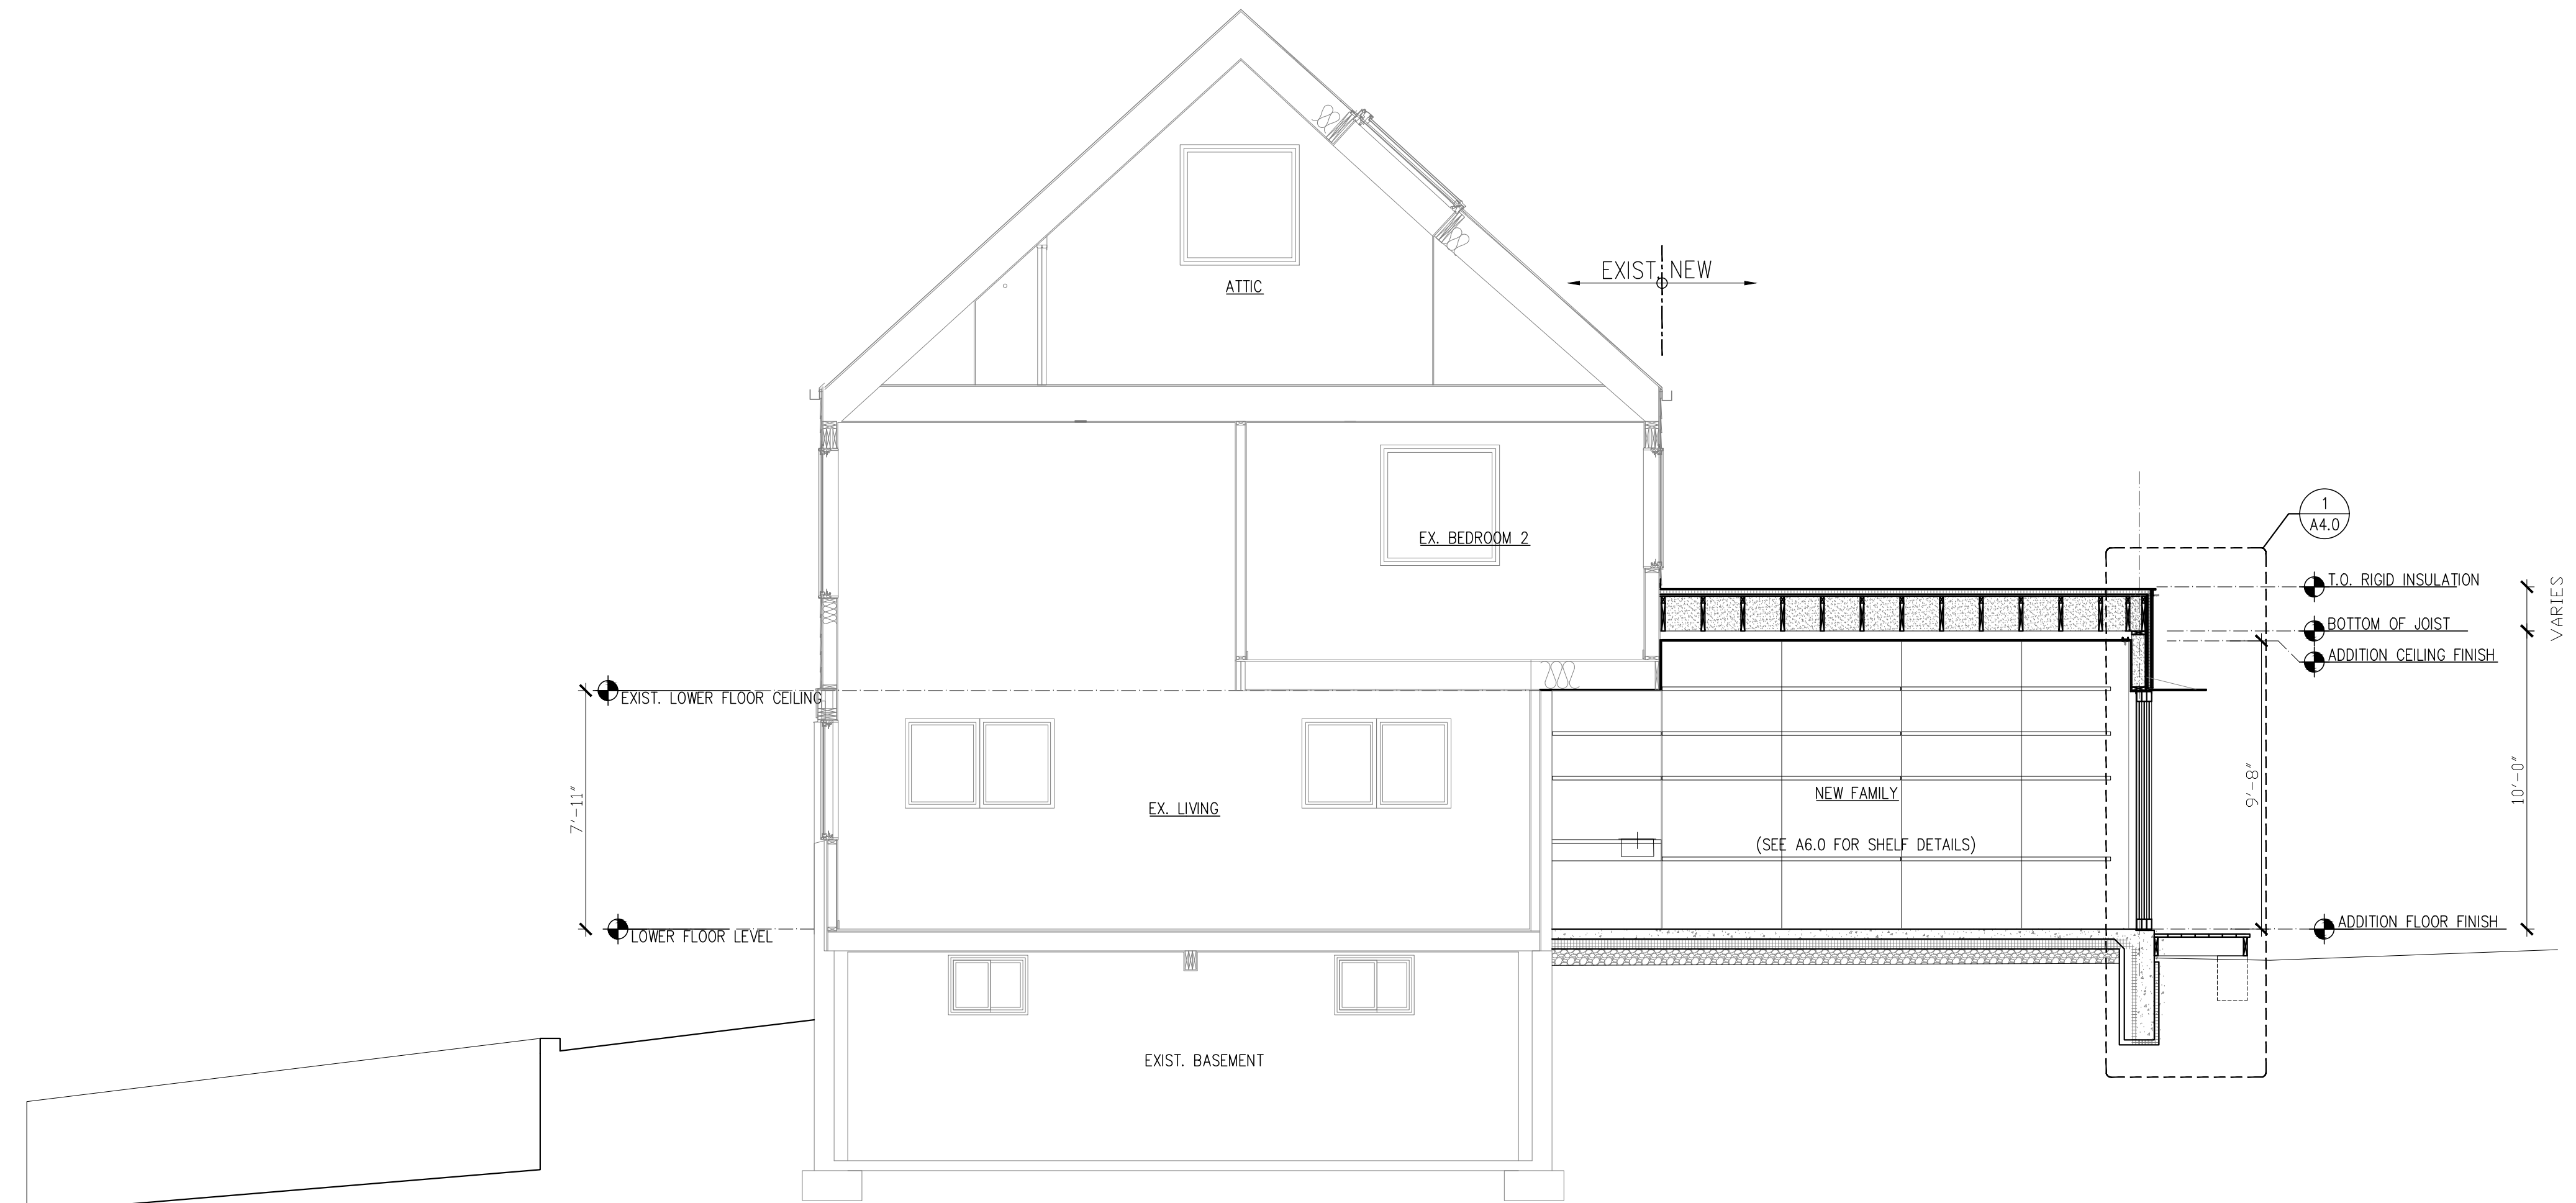 ATTIC
EXIST. NEW
1
A4.0
EX. BEDROOM 2
T.O. RIGID INSULATION
VARIES
BOTTOM OF JOIST
ADDITION CEILING FINISH
EXIST. LOWER FLOOR CEILING
7'-11"
EX. LIVING
NEW FAMILY
9'-8"
10'-0"
(SEE A6.0 FOR SHELF DETAILS)
LOWER FLOOR LEVEL
ADDITION FLOOR FINISH
EXIST. BASEMENT